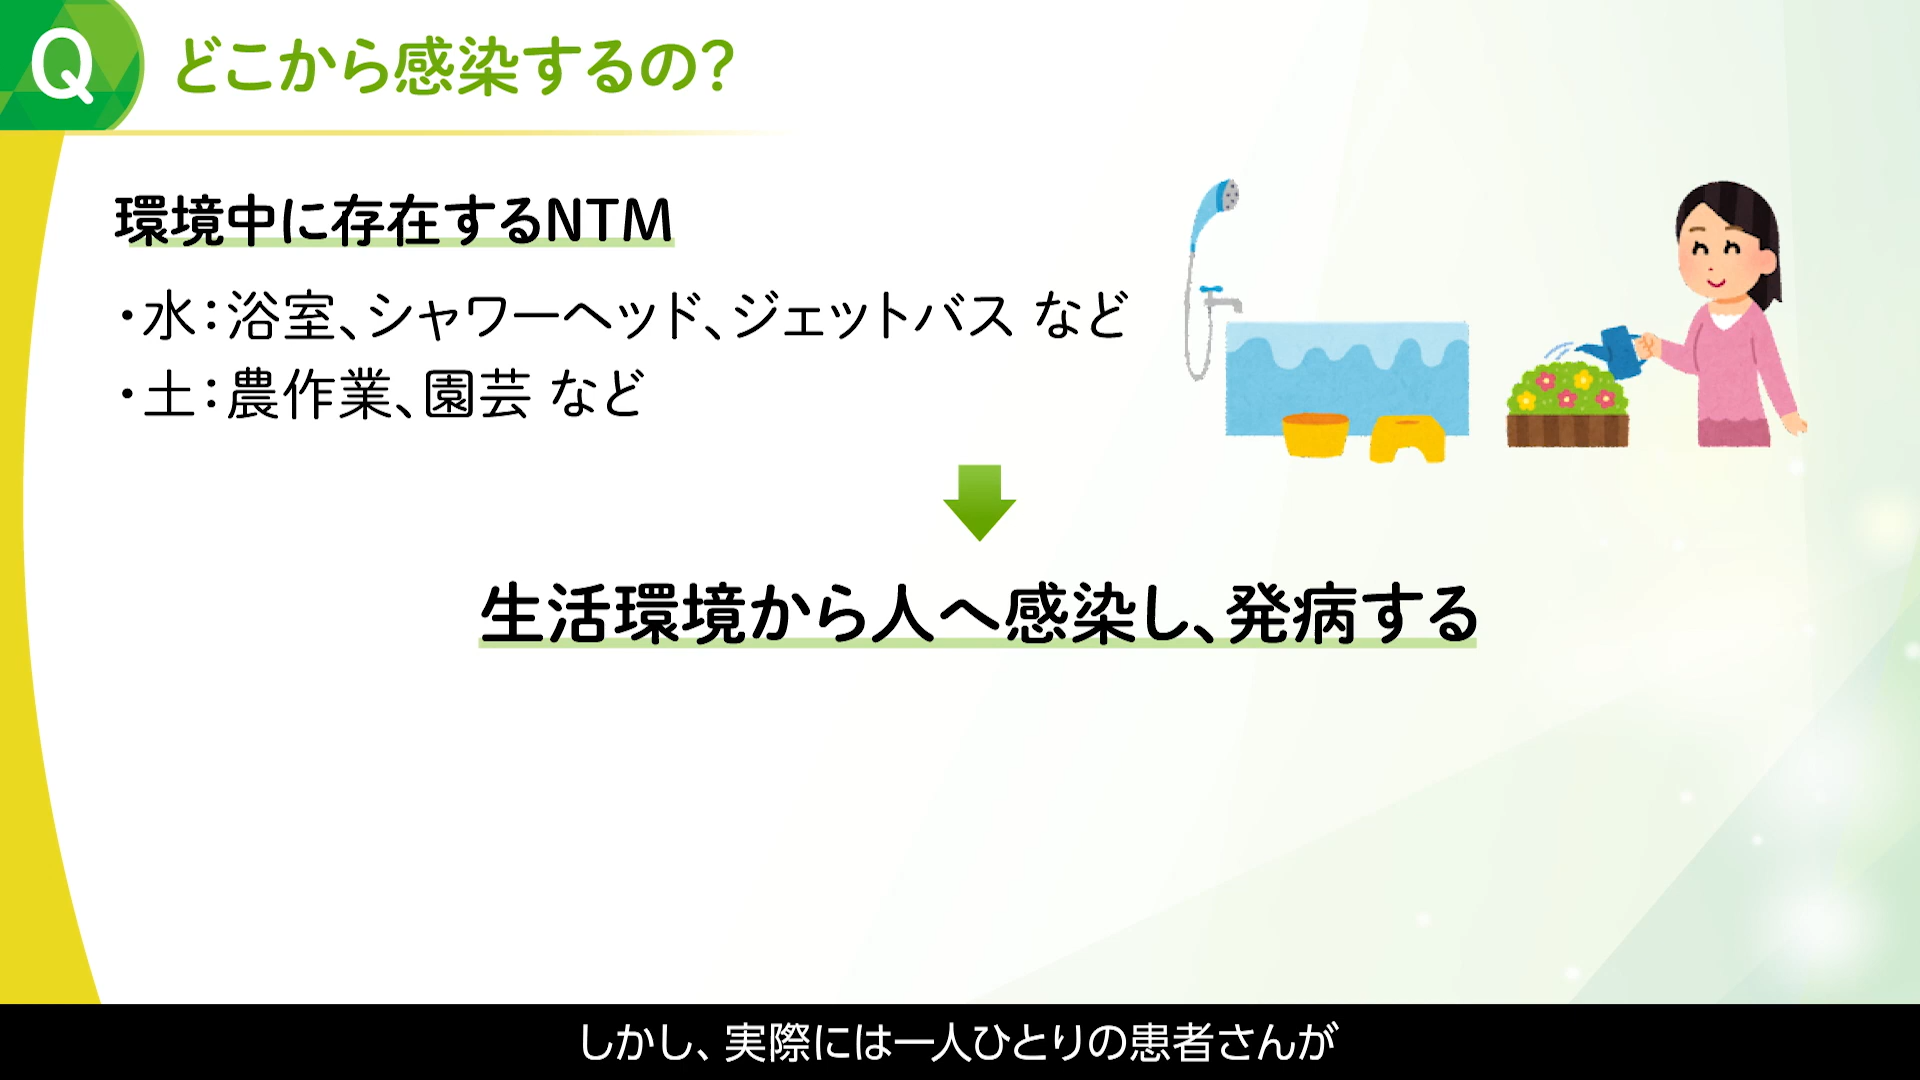 Q どこから感染するの?
環境中に存在するNTM
・水：浴室、シャワーヘッド、ジェットバス など
・土：農作業、園芸 など
生活環境から人へ感染し、発病する
しかし、実際には一人ひとりの患者さんが